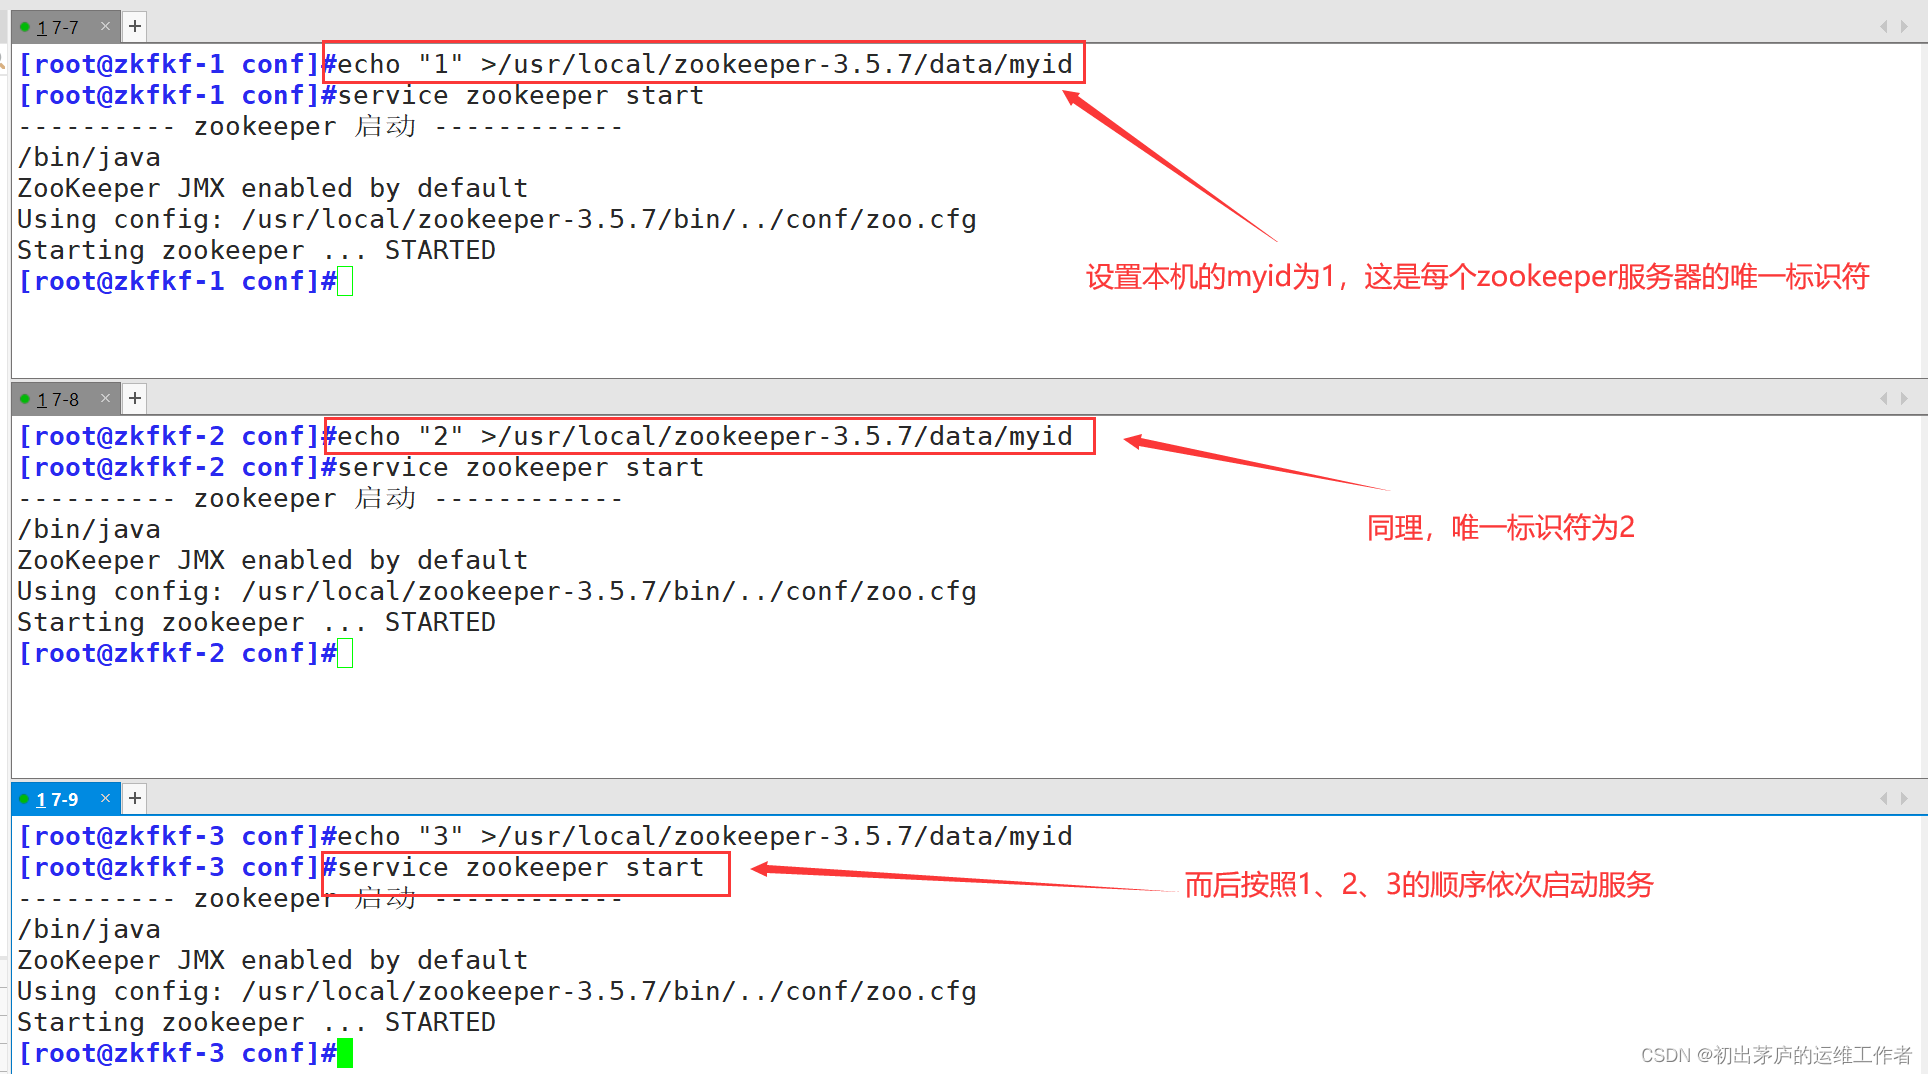 1 7-7 × +
[root@zkfkf-1 conf]#echo "1" >/usr/local/zookeeper-3.5.7/data/myid
[root@zkfkf-1 conf]#service zookeeper start
---------- zookeeper 启动 ------------
/bin/java
ZooKeeper JMX enabled by default
Using config: /usr/local/zookeeper-3.5.7/bin/../conf/zoo.cfg
Starting zookeeper ... STARTED
[root@zkfkf-1 conf]#
设置本机的myid为1，这是每个zookeeper服务器的唯一标识符
1 7-8 × +
[root@zkfkf-2 conf]#echo "2" >/usr/local/zookeeper-3.5.7/data/myid
[root@zkfkf-2 conf]#service zookeeper start
---------- zookeeper 启动 ------------
/bin/java
ZooKeeper JMX enabled by default
Using config: /usr/local/zookeeper-3.5.7/bin/../conf/zoo.cfg
Starting zookeeper ... STARTED
[root@zkfkf-2 conf]#
同理，唯一标识符为2
1 7-9 × +
[root@zkfkf-3 conf]#echo "3" >/usr/local/zookeeper-3.5.7/data/myid
[root@zkfkf-3 conf]#service zookeeper start
---------- zookeeper 启动 ------------
/bin/java
ZooKeeper JMX enabled by default
Using config: /usr/local/zookeeper-3.5.7/bin/../conf/zoo.cfg
Starting zookeeper ... STARTED
[root@zkfkf-3 conf]#
而后按照1、2、3的顺序依次启动服务
CSDN @初出茅庐的运维工作者